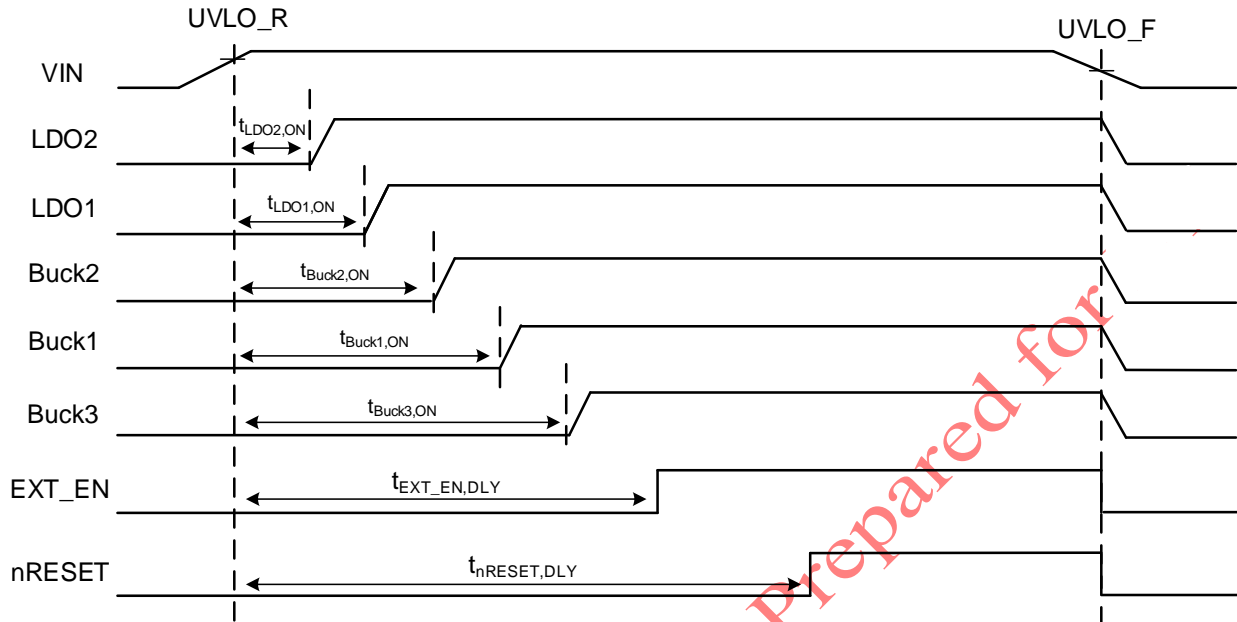 UVLO_R
UVLO_F
VIN
LDO2
tLDO2,ON
LDO1
tLDO1,ON
Buck2
tBuck2,ON
Buck1
tBuck1,ON
Buck3
tBuck3,ON
EXT_EN
tEXT_EN,DLY
nRESET
tnRESET,DLY
Prepared for